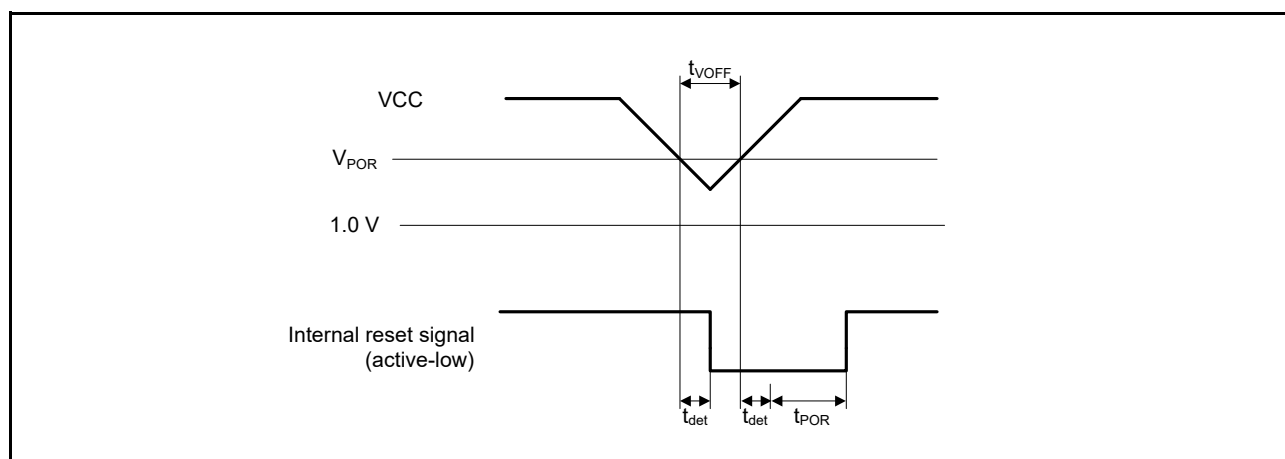 tVOFF
VCC
VPOR
1.0 V
Internal reset signal
(active-low)
tdet
tdet
tPOR